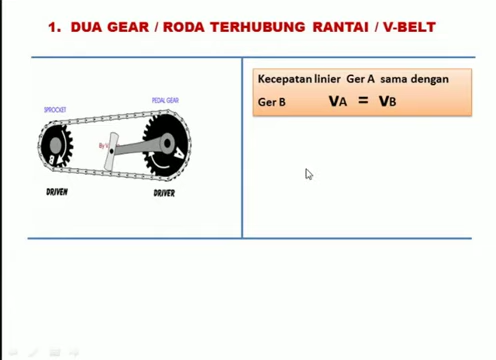 1. DUA GEAR / RODA TERHUBUNG RANTAI / V-BELT
SPROCKET
PEDAL GEAR
B
By V
A
DRIVEN
DRIVER
Kecepatan linier Ger A sama dengan
Ger B VA = VB